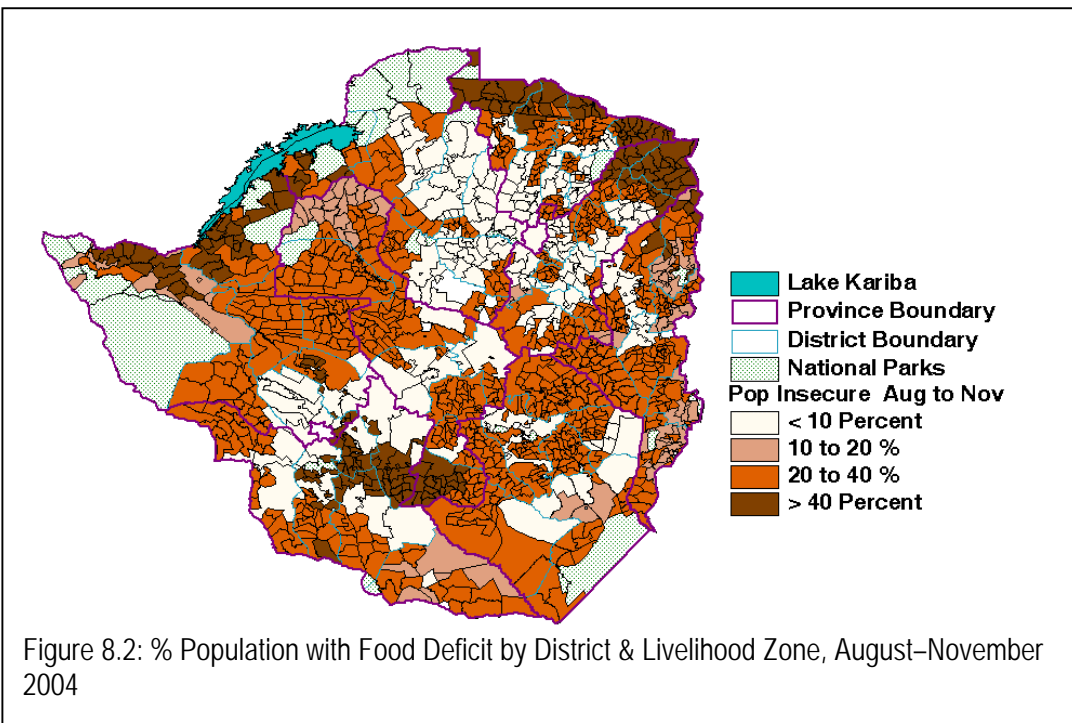 Lake Kariba
Province Boundary
District Boundary
National Parks
Pop Insecure Aug to Nov
< 10 Percent
10 to 20 %
20 to 40 %
> 40 Percent
Figure 8.2: % Population with Food Deficit by District & Livelihood Zone, August–November
2004